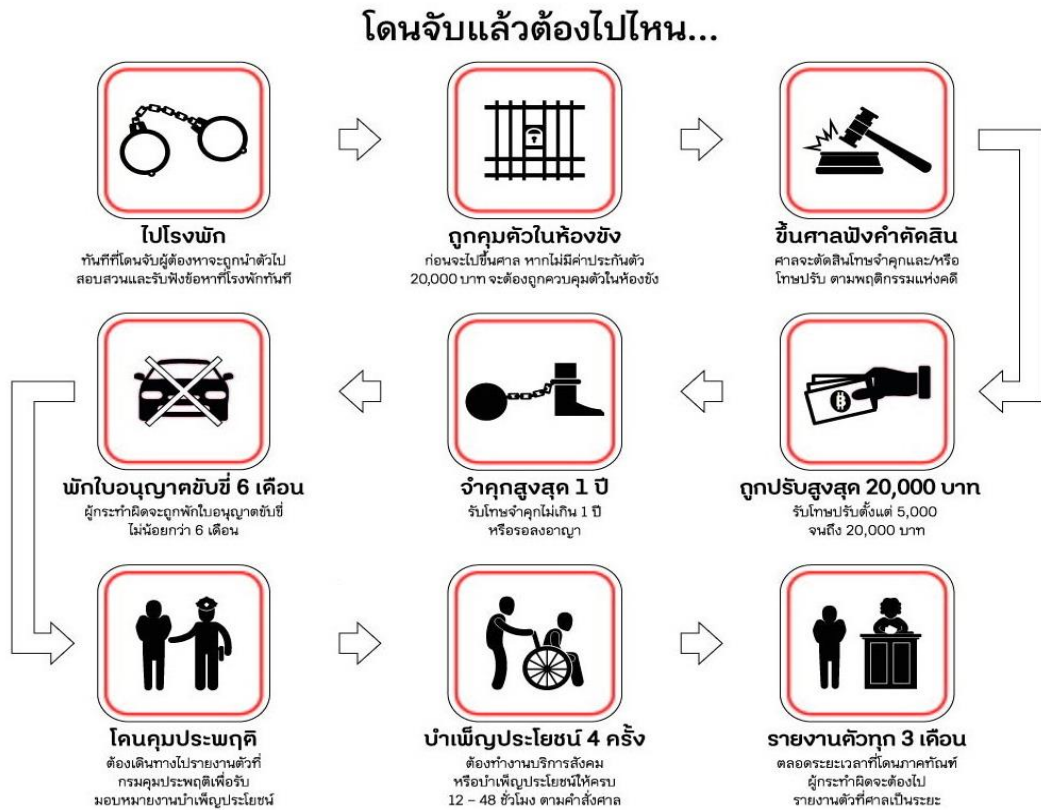 โดนจับแล้วต้องไปไหน...
ไปโรงพัก
ทันทีที่โดนจับผู้ต้องหาจะถูกนำตัวไป
สอบสวนและรับฟังข้อหาที่โรงพักทันที
ถูกคุมตัวในห้องขัง
ก่อนจะไปขึ้นศาล หากไม่มีค่าประกันตัว
20,000 บาท จะต้องถูกควบคุมตัวในห้องขัง
ขึ้นศาลฟังคำตัดสิน
ศาลจะตัดสินโทษจำคุกและ/หรือ
โทษปรับ ตามพฤติกรรมแห่งคดี
ถูกปรับสูงสุด 20,000 บาท
รับโทษปรับตั้งแต่ 5,000
จนถึง 20,000 บาท
จำคุกสูงสุด 1 ปี
รับโทษจำคุกไม่เกิน 1 ปี
หรือรอลงอาญา
พักใบอนุญาตขับขี่ 6 เดือน
ผู้กระทำผิดจะถูกพักใบอนุญาตขับขี่
ไม่น้อยกว่า 6 เดือน
โดนคุมประพฤติ
ต้องเดินทางไปรายงานตัวที่
กรมคุมประพฤติเพื่อรับ
มอบหมายงานบำเพ็ญประโยชน์
บำเพ็ญประโยชน์ 4 ครั้ง
ต้องทำงานบริการสังคม
หรือบำเพ็ญประโยชน์ให้ครบ
12 – 48 ชั่วโมง ตามคำสั่งศาล
รายงานตัวทุก 3 เดือน
ตลอดระยะเวลาที่โดนภาคทัณฑ์
ผู้กระทำผิดจะต้องไป
รายงานตัวที่ศาลเป็นระยะ